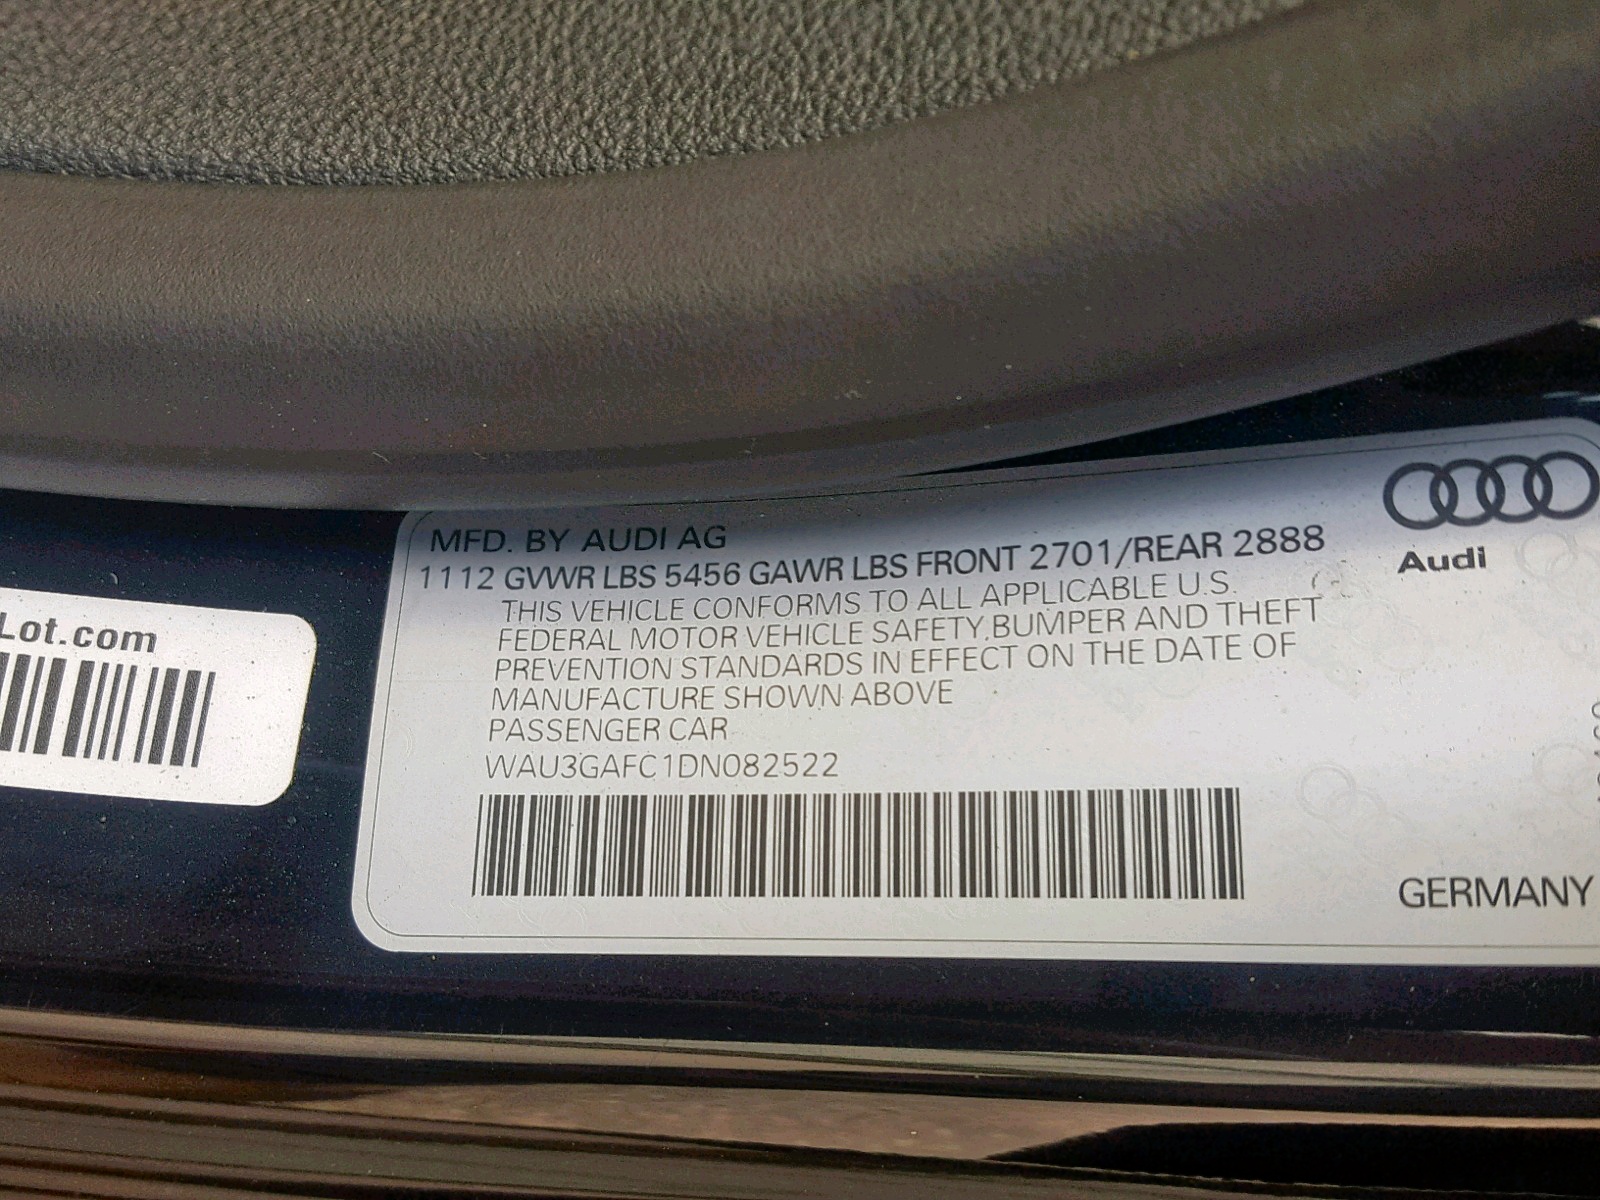 MFD. BY AUDI AG
1112 GVWR LBS 5456 GAWR LBS FRONT 2701/REAR 2888
THIS VEHICLE CONFORMS TO ALL APPLICABLE U.S.
FEDERAL MOTOR VEHICLE SAFETY, BUMPER AND THEFT
PREVENTION STANDARDS IN EFFECT ON THE DATE OF
MANUFACTURE SHOWN ABOVE
PASSENGER CAR
WAU3GAFC1DN082522
Audi
GERMANY
Lot.com